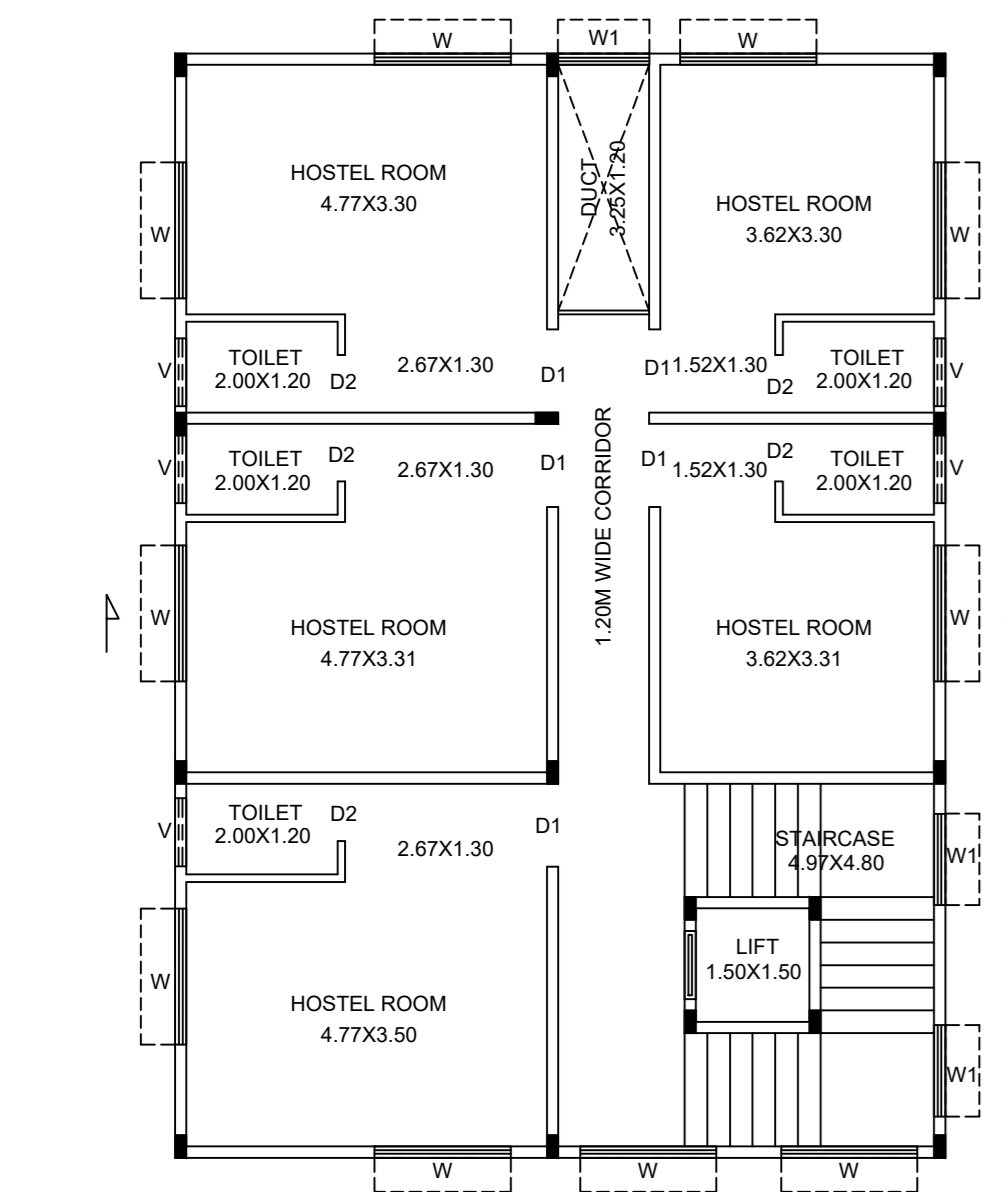 W
W1
W
HOSTEL ROOM
4.77X3.30
DUCT
3.25X1.20
HOSTEL ROOM
3.62X3.30
W
W
V
TOILET
2.00X1.20
D2
2.67X1.30
D1
D1
1.52X1.30
D2
TOILET
2.00X1.20
V
V
TOILET
2.00X1.20
D2
2.67X1.30
D1
D1
1.52X1.30
D2
TOILET
2.00X1.20
V
1.20M WIDE CORRIDOR
W
HOSTEL ROOM
4.77X3.31
HOSTEL ROOM
3.62X3.31
W
V
TOILET
2.00X1.20
D2
2.67X1.30
D1
STAIRCASE
4.97X4.80
W1
LIFT
1.50X1.50
W
HOSTEL ROOM
4.77X3.50
W1
W
W
W